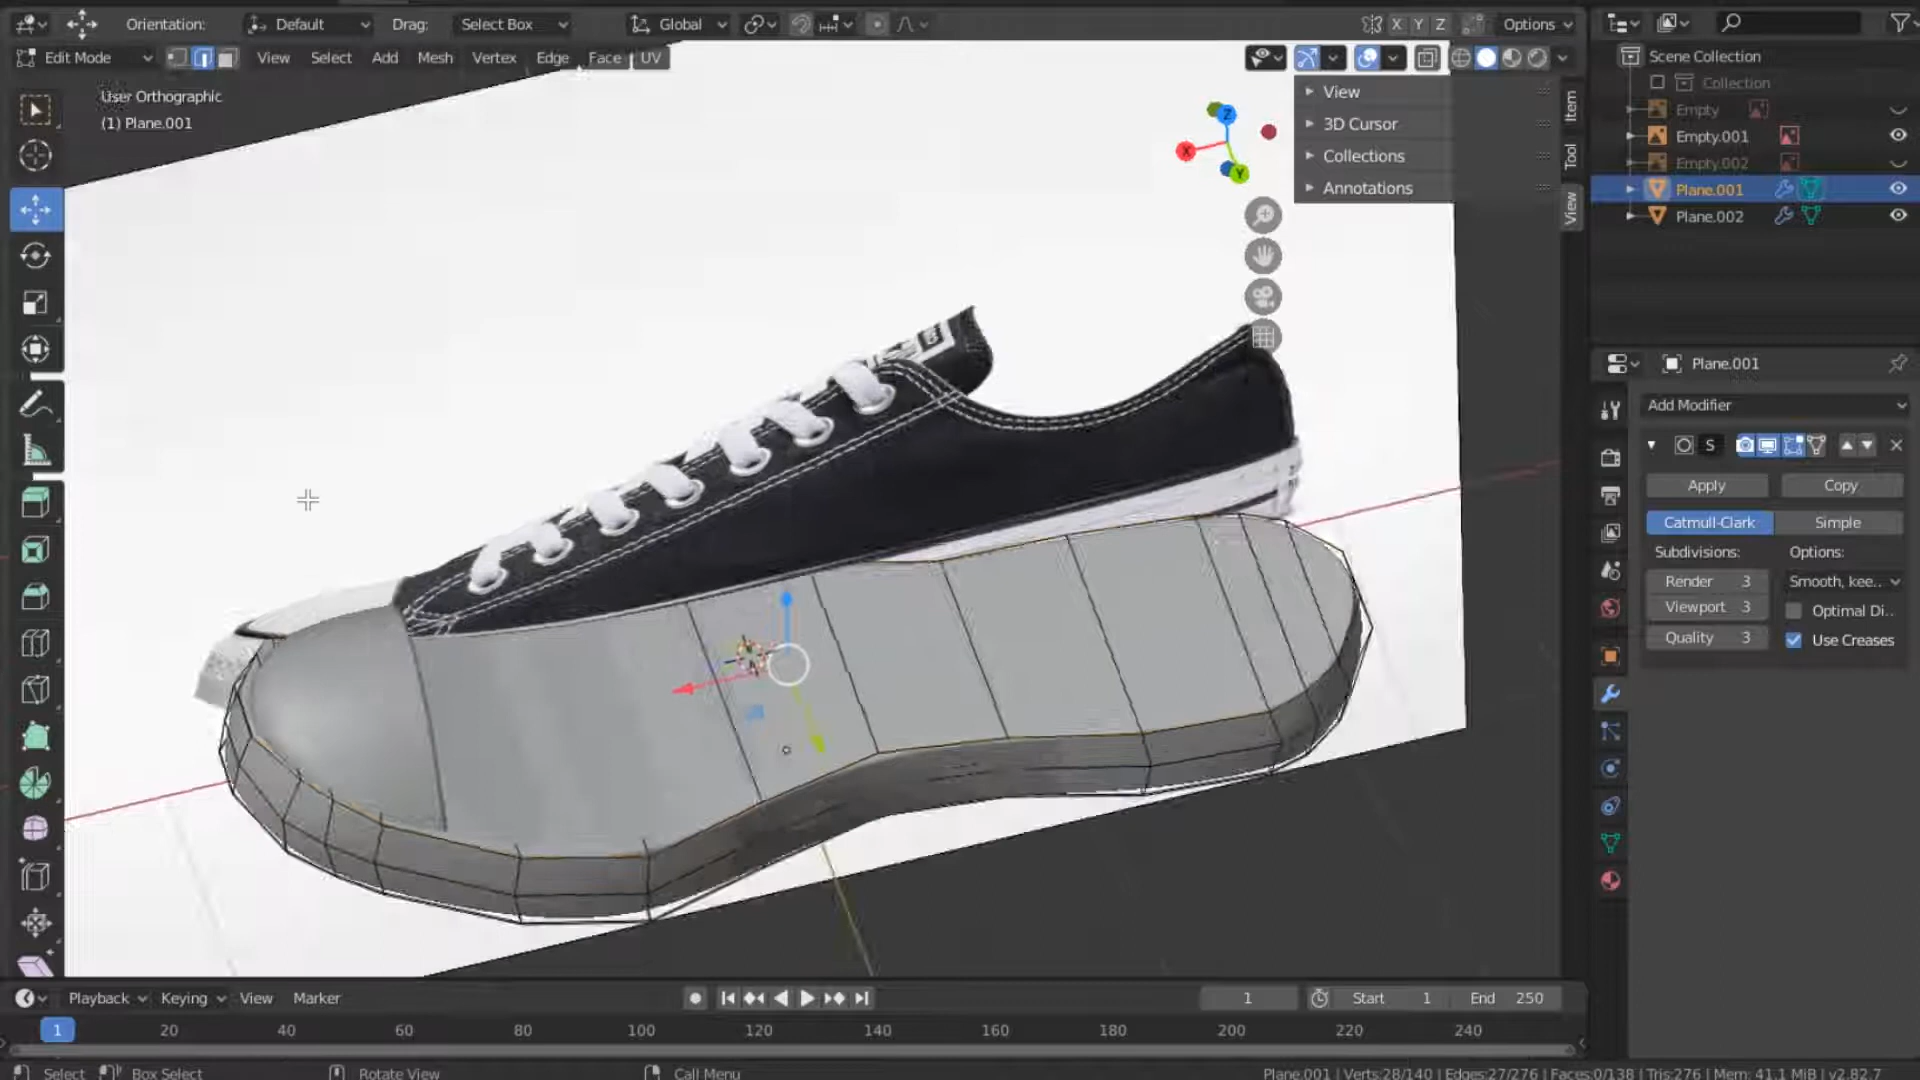 Orientation: Default Drag: Select Box Global X Y Z Options
Edit Mode View Select Add Mesh Vertex Edge Face UV
User Orthographic
(1) Plane.001
Z
X
Y
View
3D Cursor
Collections
Annotations
Item
Tool
View
Scene Collection
Collection
Empty
Empty.001
Empty.002
Plane.001
Plane.002
Plane.001
Add Modifier
S
Apply Copy
Catmull-Clark Simple
Subdivisions: Options:
Render 3 Smooth, kee..
Viewport 3 Optimal Di..
Quality 3 Use Creases
Playback Keying View Marker 1 Start 1 End 250
1 20 40 60 80 100 120 140 160 180 200 220 240
Select Box Select Rotate View Call Menu Plane.001 | Verts:28/140 | Edges:27/276 | Faces:0/138 | Tris:276 | Mem: 41.1 MiB | v2.82.7